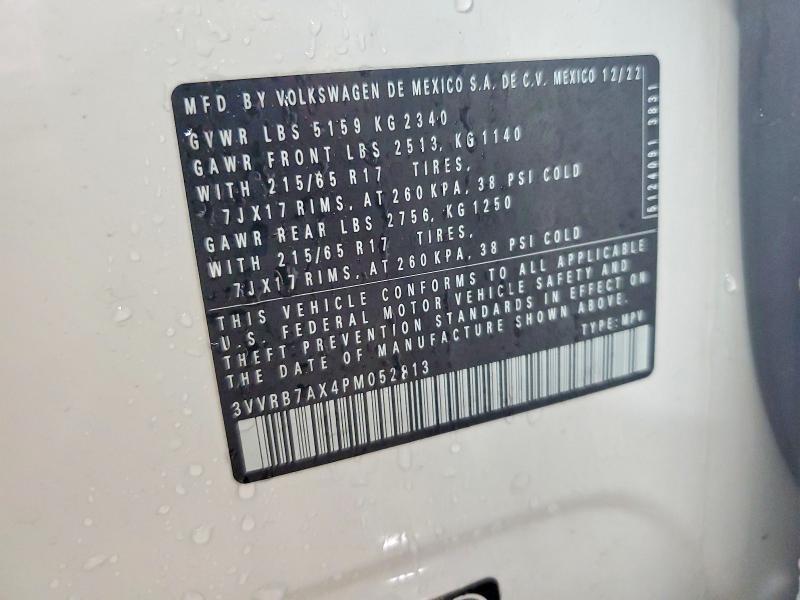 MFD. BY VOLKSWAGEN DE MEXICO S.A. DE C.V. MEXICO 12/22
GVWR LBS 5159 KG 2340
GAWR FRONT LBS 2513, KG 1140
WITH 215/65 R17 TIRES,
7JX17 RIMS, AT 260 KPA, 38 PSI COLD
GAWR REAR LBS 2756, KG 1250
WITH 215/65 R17 TIRES,
7JX17 RIMS, AT 260 KPA, 38 PSI COLD
THIS VEHICLE CONFORMS TO ALL APPLICABLE
U.S. FEDERAL MOTOR VEHICLE SAFETY AND
THEFT PREVENTION STANDARDS IN EFFECT ON
THE DATE OF MANUFACTURE SHOWN ABOVE.
TYPE: MPV
3VVRB7AX4PM052813
5124091 3831